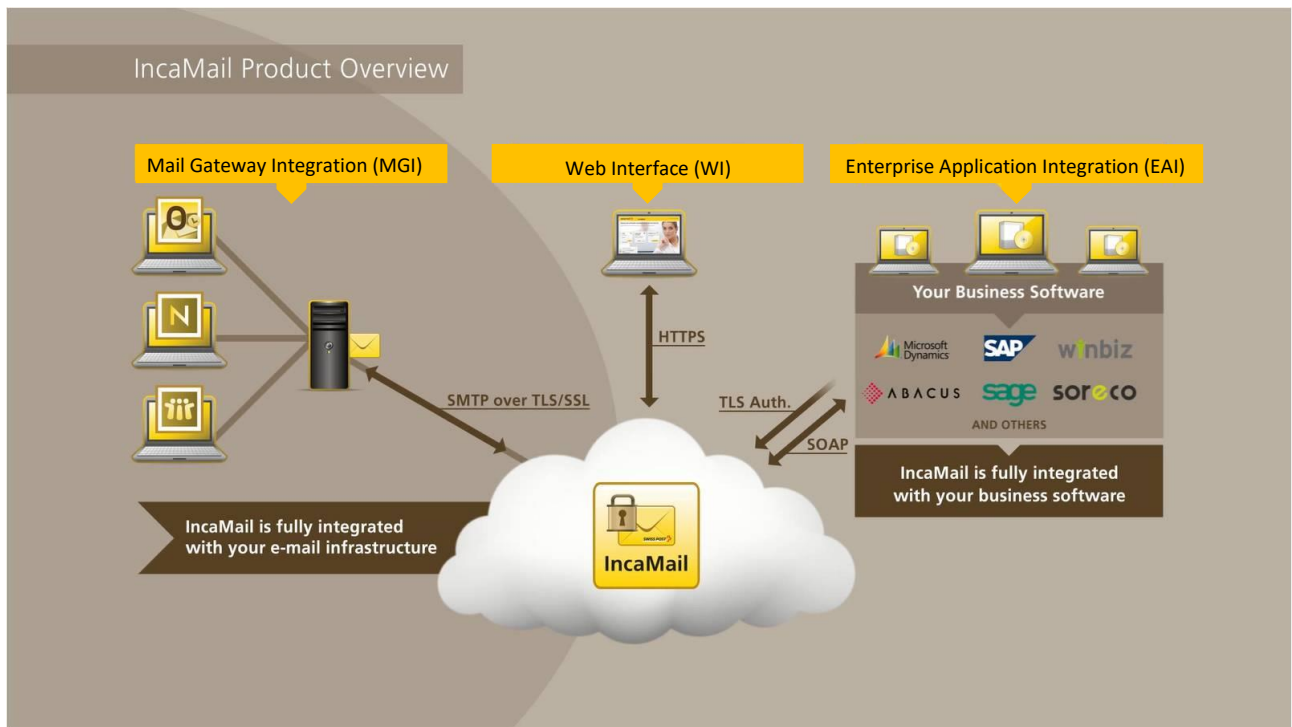 IncaMail Product Overview
Mail Gateway Integration (MGI)
Web Interface (WI)
Enterprise Application Integration (EAI)
O
N
Your Business Software
Microsoft
Dynamics
SAP
winbiz
ABACUS
sage
soreco
AND OTHERS
HTTPS
SMTP over TLS/SSL
TLS Auth.
SOAP
IncaMail is fully integrated
with your business software
IncaMail is fully integrated
with your e-mail infrastructure
SWISS POST
IncaMail